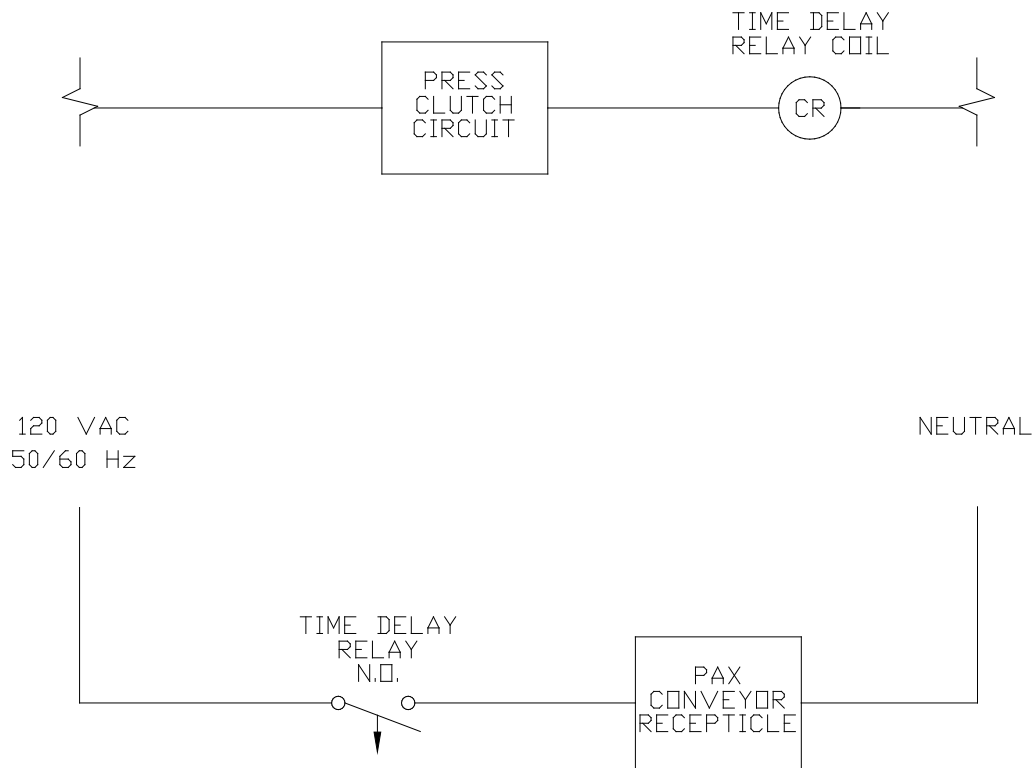 TIME DELAY
RELAY COIL
PRESS
CLUTCH
CIRCUIT
CR
120 VAC
50/60 Hz
NEUTRAL
TIME DELAY
RELAY
N.O.
PAX
CONVEYOR
RECEPTICLE